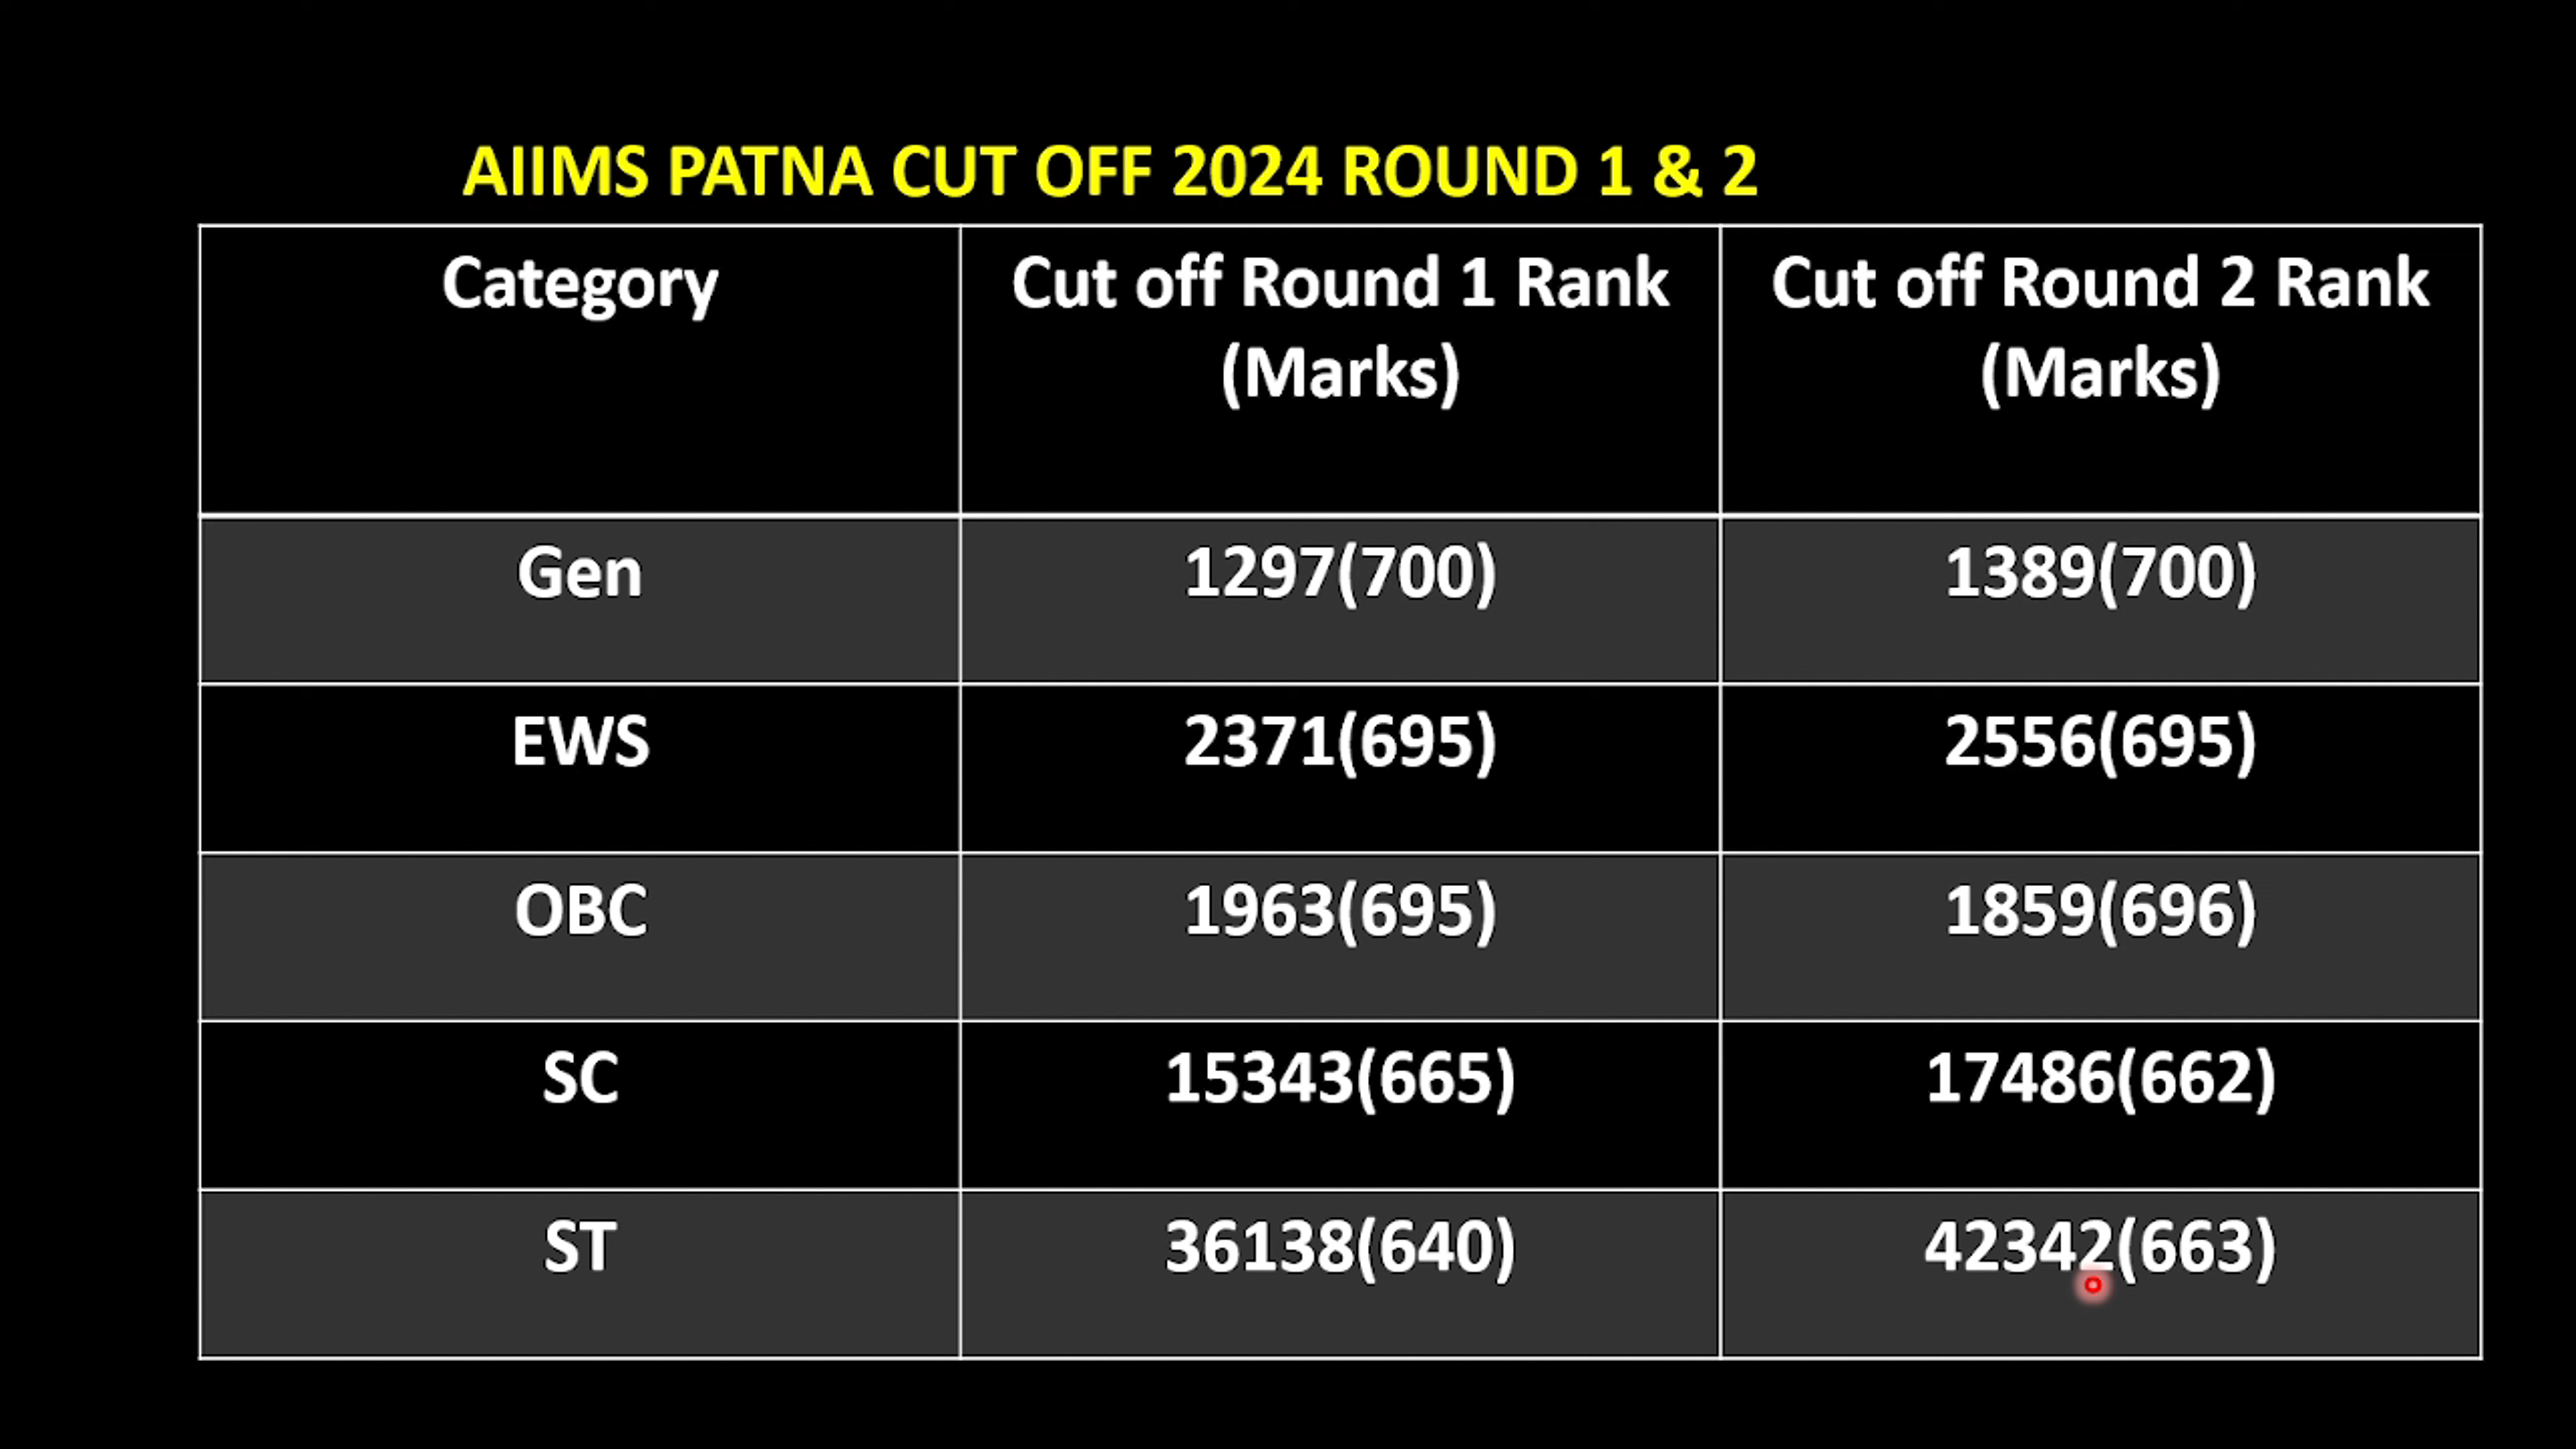 AIIMS PATNA CUT OFF 2024 ROUND 1 & 2
Category
Cut off Round 1 Rank
(Marks)
Cut off Round 2 Rank
(Marks)
Gen
1297(700)
1389(700)
EWS
2371(695)
2556(695)
OBC
1963(695)
1859(696)
SC
15343(665)
17486(662)
ST
36138(640)
42342(663)